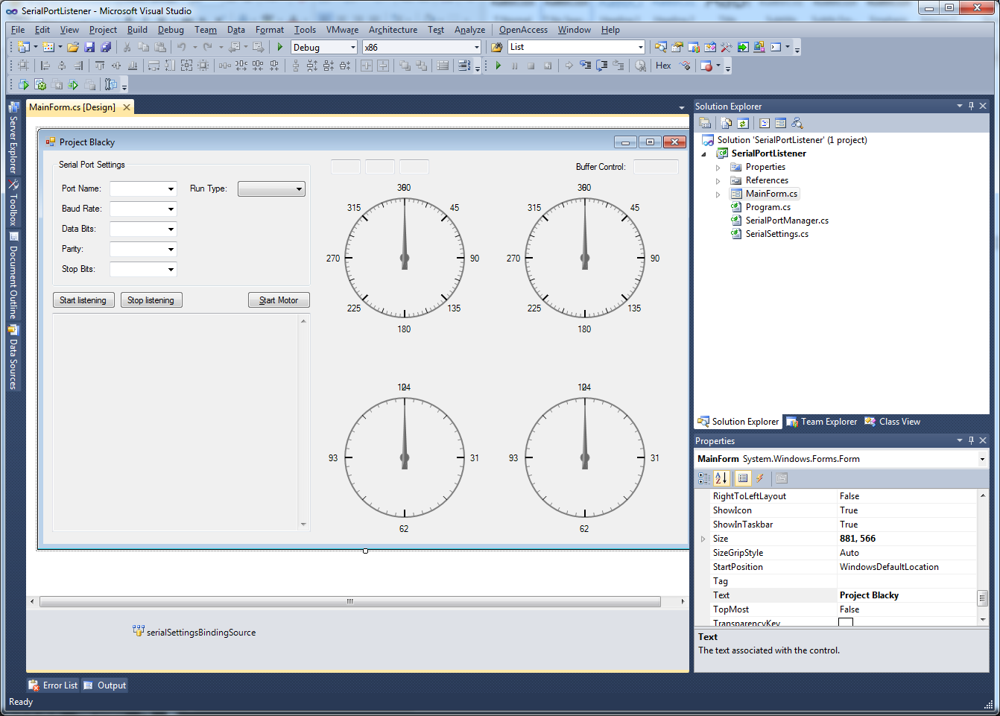 SerialPortListener - Microsoft Visual Studio
File Edit View Project Build Debug Team Data Format Tools VMware Architecture Test Analyze OpenAccess Window Help
Debug x86 List
Hex
Server Explorer
Toolbox
Document Outline
Data Sources
MainForm.cs [Design]
Project Blacky
Serial Port Settings
Port Name: Run Type:
Baud Rate:
Data Bits:
Parity:
Stop Bits:
Start listening Stop listening Start Motor
Buffer Control:
315 45
270 90
225 135
180
315 45
270 90
225 135
180
93 31
62
93 31
62
serialSettingsBindingSource
Solution Explorer
Solution 'SerialPortListener' (1 project)
SerialPortListener
Properties
References
MainForm.cs
Program.cs
SerialPortManager.cs
SerialSettings.cs
Solution Explorer Team Explorer Class View
Properties
MainForm System.Windows.Forms.Form
RightToLeftLayout False
ShowIcon True
ShowInTaskbar True
Size 881, 566
SizeGripStyle Auto
StartPosition WindowsDefaultLocation
Tag
Text Project Blacky
TopMost False
TransparencyKey
Text
The text associated with the control.
Error List Output
Ready